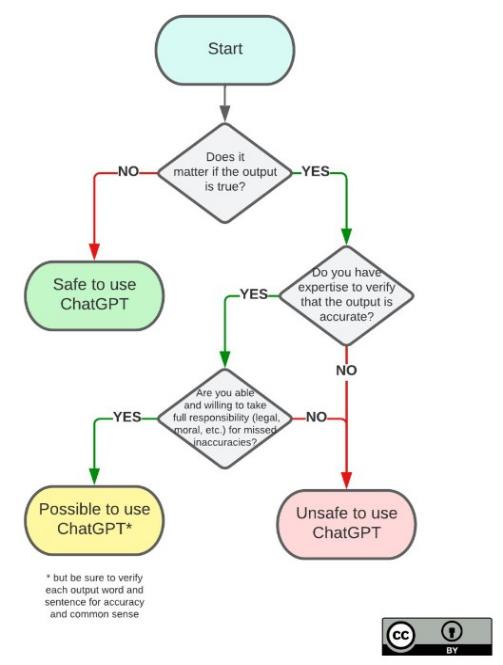 Start
Does it
matter if the output
is true?
NO
YES
Safe to use
ChatGPT
Do you have
expertise to verify
that the output is
accurate?
YES
NO
Are you able
and willing to take
full responsibility (legal,
moral, etc.) for missed
inaccuracies?
YES
NO
Possible to use
ChatGPT*
Unsafe to use
ChatGPT
* but be sure to verify
each output word and
sentence for accuracy
and common sense
cc
BY